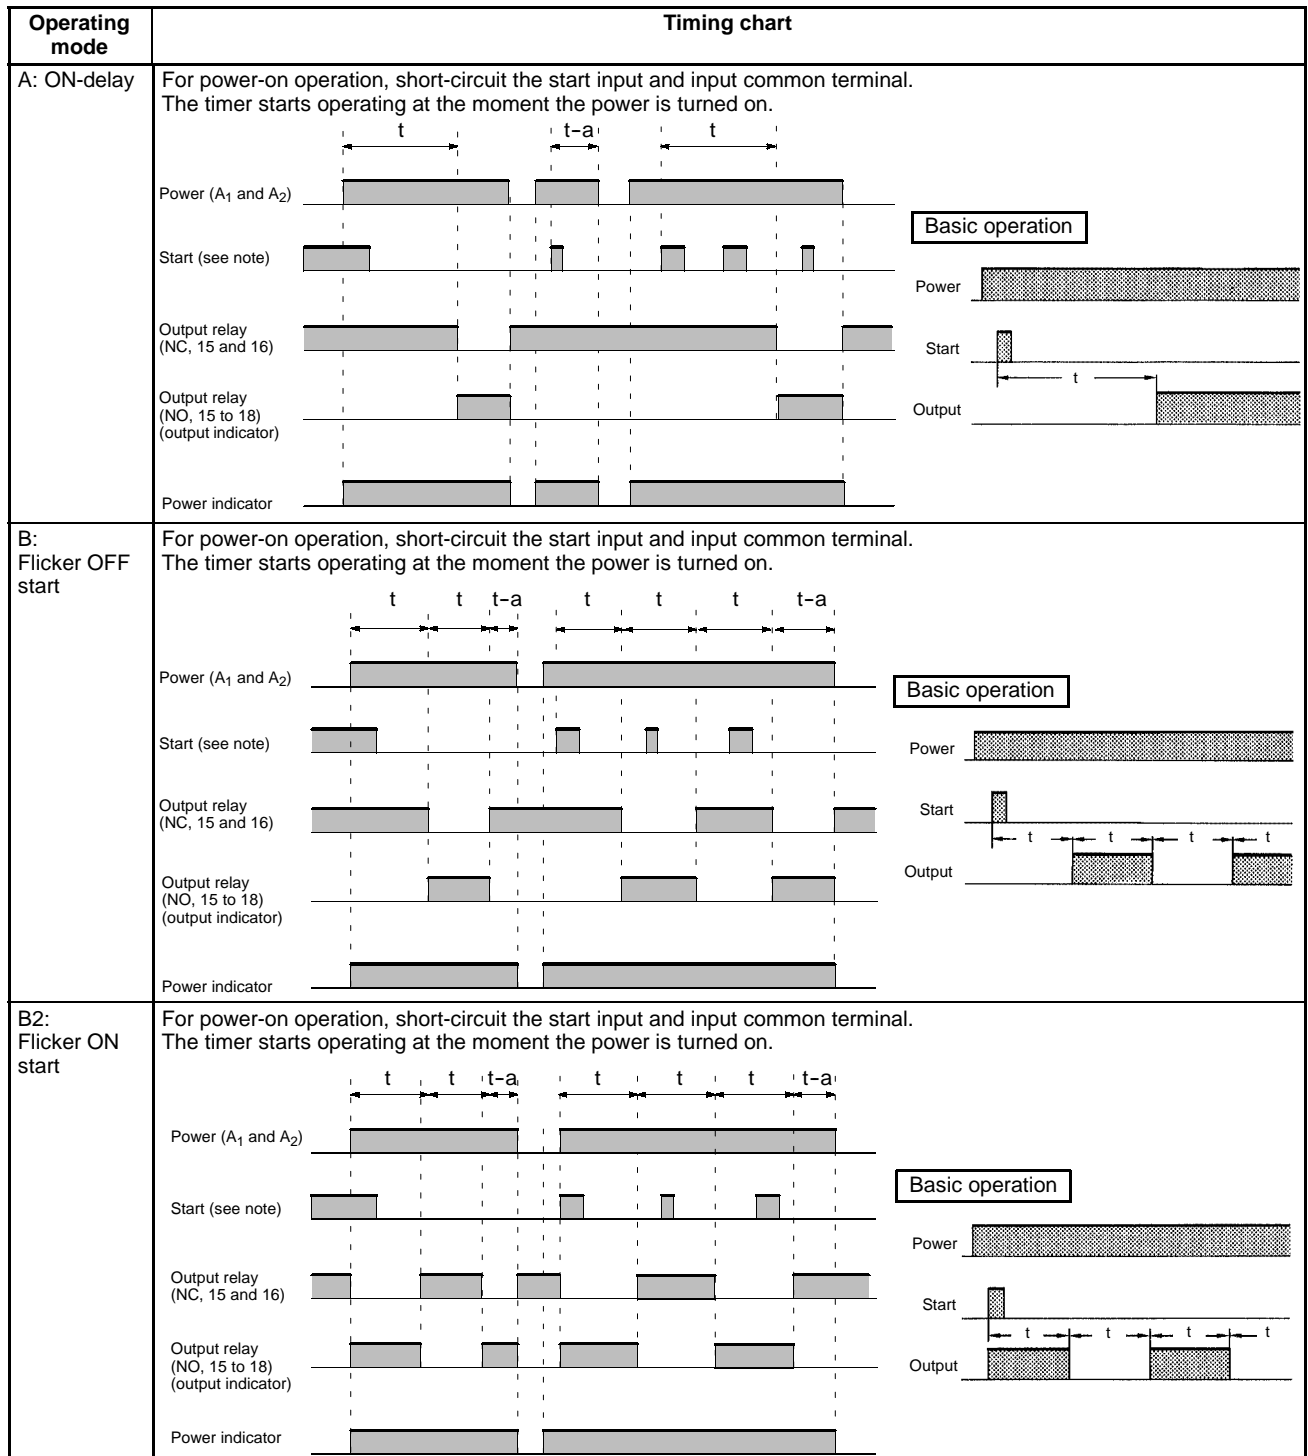 Operating
mode
Timing chart
A: ON-delay
For power-on operation, short-circuit the start input and input common terminal.
The timer starts operating at the moment the power is turned on.
t
t-a
t
Power (A1 and A2)
Start (see note)
Output relay
(NC, 15 and 16)
Output relay
(NO, 15 to 18)
(output indicator)
Power indicator
Basic operation
Power
Start
t
Output
B:
Flicker OFF
start
For power-on operation, short-circuit the start input and input common terminal.
The timer starts operating at the moment the power is turned on.
t t t-a t t t t-a
Power (A1 and A2)
Start (see note)
Output relay
(NC, 15 and 16)
Output relay
(NO, 15 to 18)
(output indicator)
Power indicator
Basic operation
Power
Start
t t t t
Output
B2:
Flicker ON
start
For power-on operation, short-circuit the start input and input common terminal.
The timer starts operating at the moment the power is turned on.
t t t-a t t t t-a
Power (A1 and A2)
Start (see note)
Output relay
(NC, 15 and 16)
Output relay
(NO, 15 to 18)
(output indicator)
Power indicator
Basic operation
Power
Start
t t t t
Output